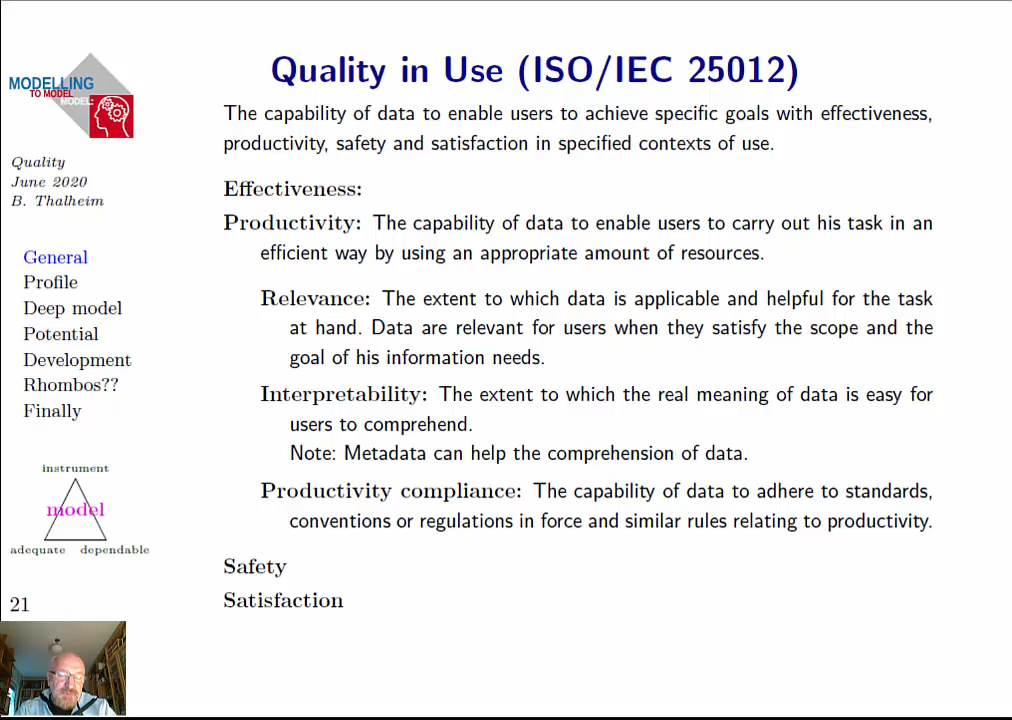 MODELLING
TO MODEL
MODEL:
Quality
June 2020
B. Thalheim
General
Profile
Deep model
Potential
Development
Rhombos??
Finally
instrument
model
adequate dependable
21
Quality in Use (ISO/IEC 25012)
The capability of data to enable users to achieve specific goals with effectiveness,
productivity, safety and satisfaction in specified contexts of use.
Effectiveness:
Productivity: The capability of data to enable users to carry out his task in an
efficient way by using an appropriate amount of resources.
Relevance: The extent to which data is applicable and helpful for the task
at hand. Data are relevant for users when they satisfy the scope and the
goal of his information needs.
Interpretability: The extent to which the real meaning of data is easy for
users to comprehend.
Note: Metadata can help the comprehension of data.
Productivity compliance: The capability of data to adhere to standards,
conventions or regulations in force and similar rules relating to productivity.
Safety
Satisfaction